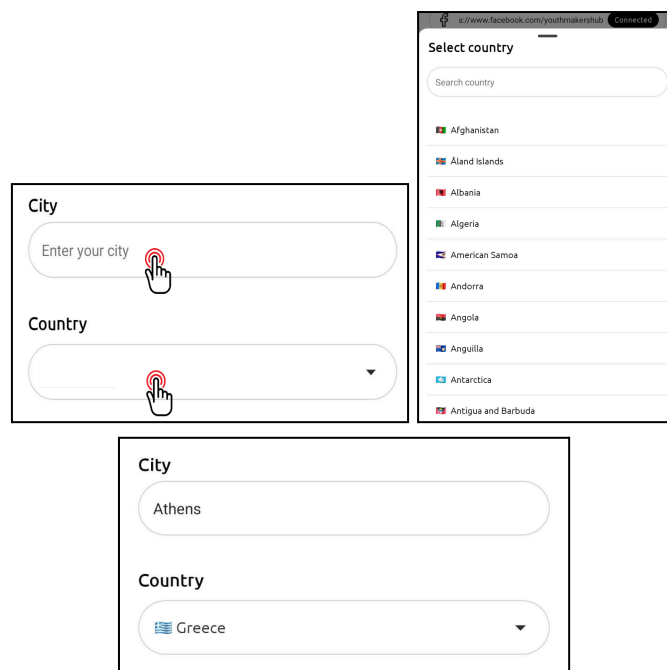 City
Enter your city
Country
s://www.facebook.com/youthmakershub Connected
Select country
Search country
Afghanistan
Åland Islands
Albania
Algeria
American Samoa
Andorra
Angola
Anguilla
Antarctica
Antigua and Barbuda
City
Athens
Country
Greece